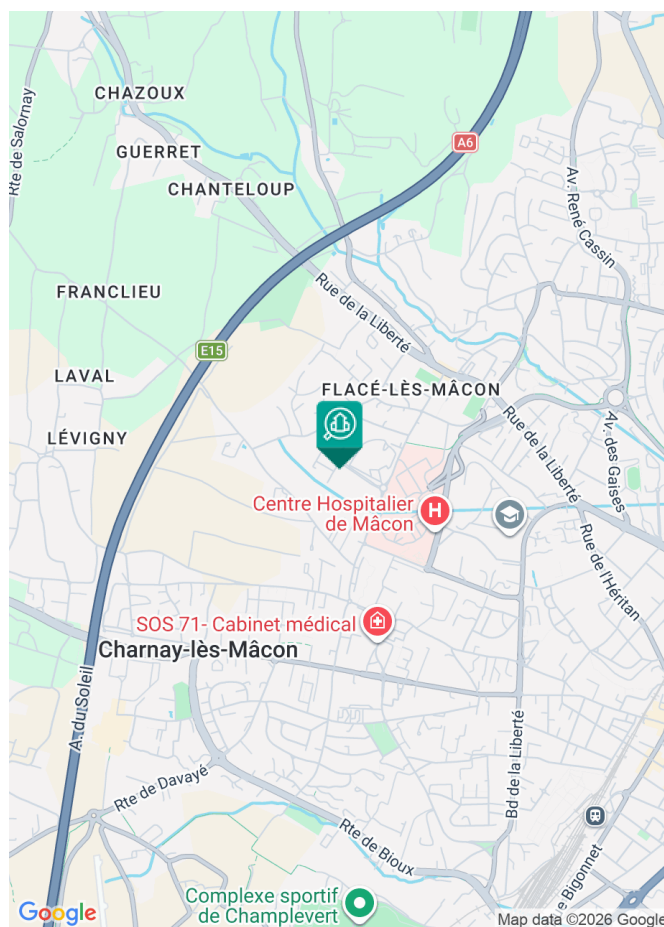 CHAZOUX
Rte de Salornay
GUERRET
A6
CHANTELOUP
Av. René Cassin
FRANCLIEU
Rue de la Liberté
E15
LAVAL
FLACÉ-LÈS-MÂCON
LÉVIGNY
Rue de la Liberté
Av. des Gaises
Centre Hospitalier
de Mâcon
H
Rue de l'Héritan
SOS 71- Cabinet médical
Charnay-lès-Mâcon
A. du Soleil
Bd de la Liberté
Rte de Davayé
Rte de Bioux
Bigonnet
Complexe sportif
de Champlevert
Google
Map data ©2026 Google